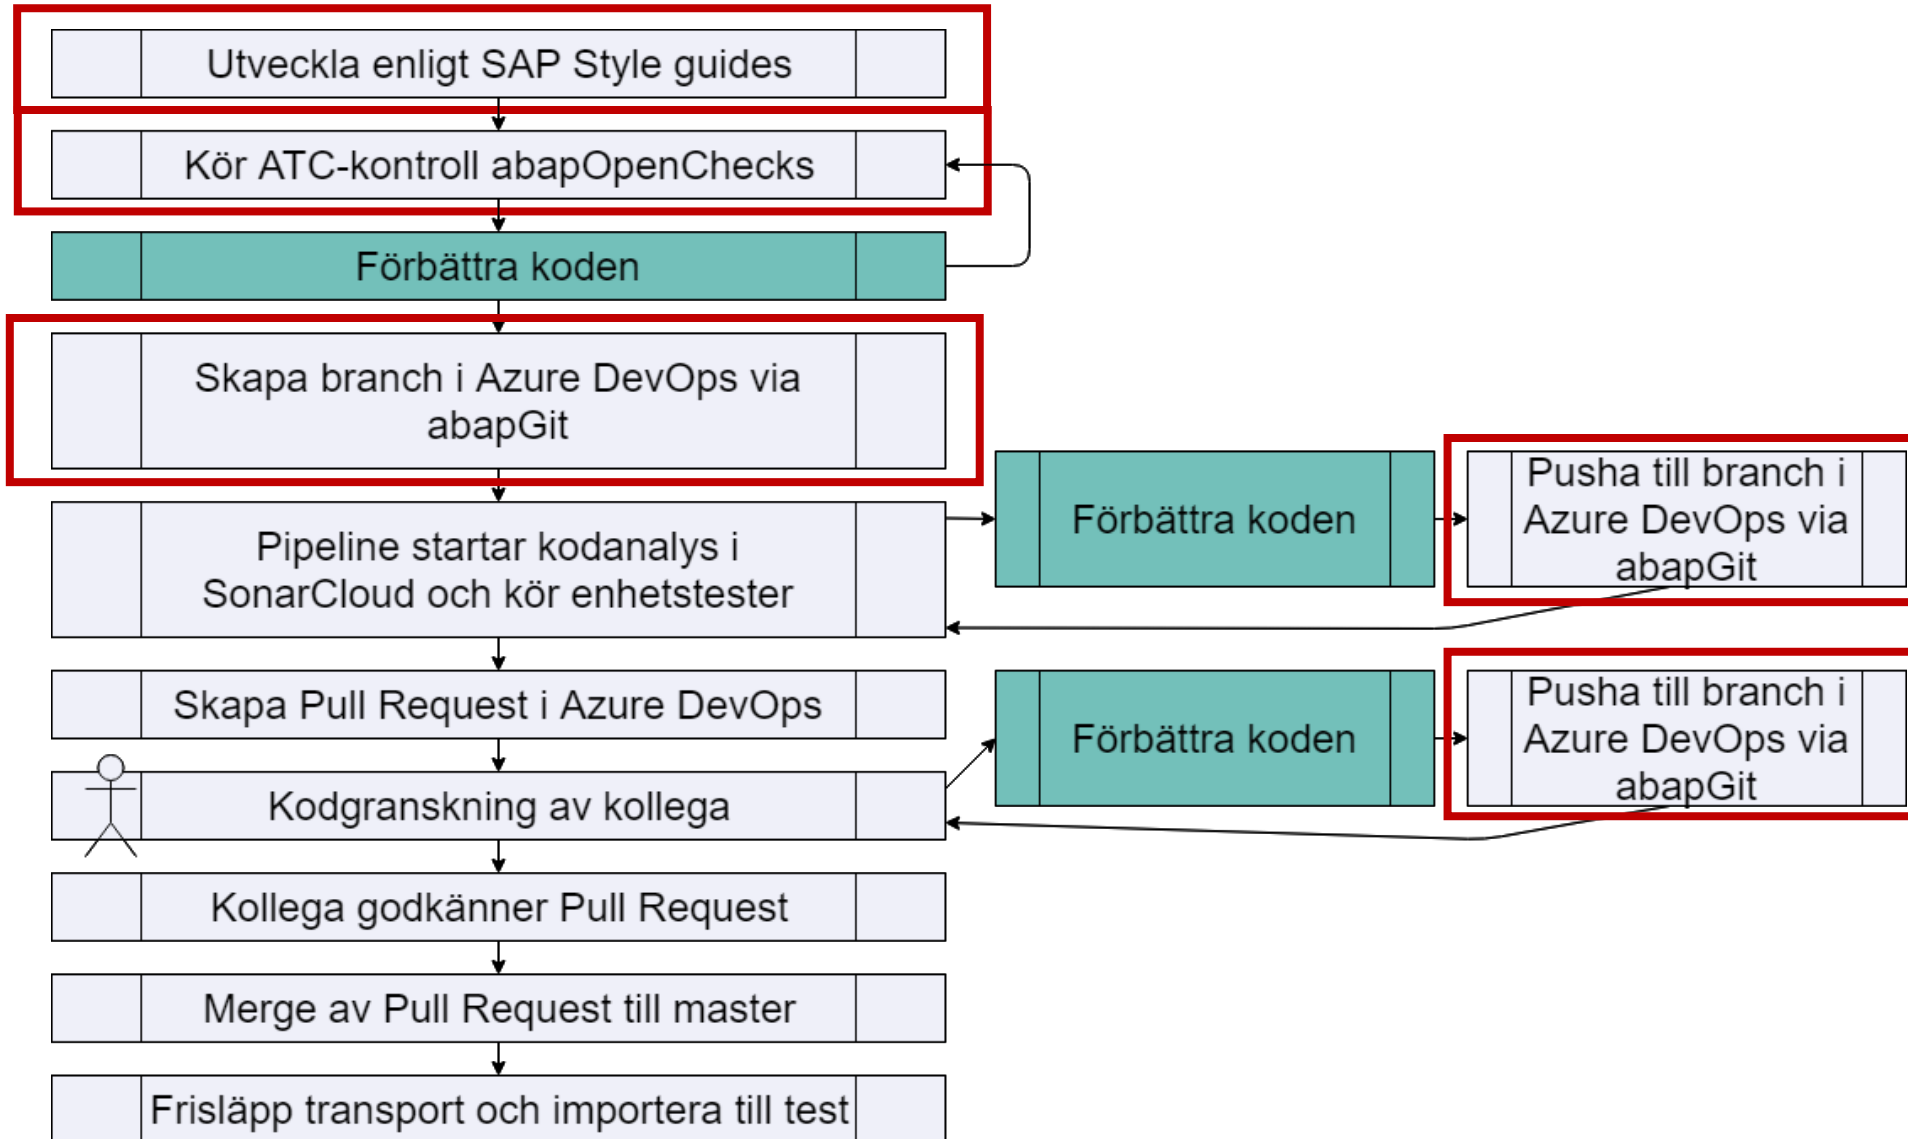 Utveckla enligt SAP Style guides
Kör ATC-kontroll abapOpenChecks
Förbättra koden
Skapa branch i Azure DevOps via
abapGit
Pipeline startar kodanalys i
SonarCloud och kör enhetstester
Förbättra koden
Pusha till branch i
Azure DevOps via
abapGit
Skapa Pull Request i Azure DevOps
Kodgranskning av kollega
Förbättra koden
Pusha till branch i
Azure DevOps via
abapGit
Kollega godkänner Pull Request
Merge av Pull Request till master
Frisläpp transport och importera till test